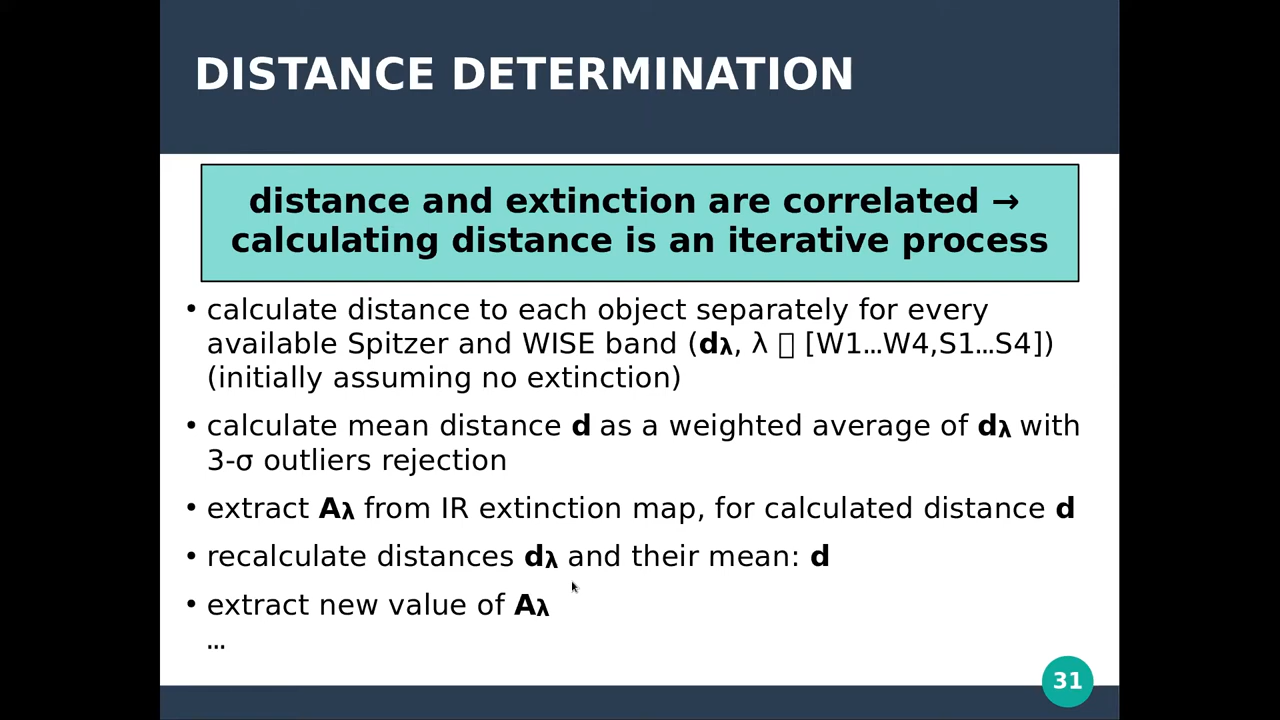 DISTANCE DETERMINATION
distance and extinction are correlated →
calculating distance is an iterative process
• calculate distance to each object separately for every
available Spitzer and WISE band (dλ, λ ▯ [W1...W4,S1...S4])
(initially assuming no extinction)
• calculate mean distance d as a weighted average of dλ with
3-σ outliers rejection
• extract Aλ from IR extinction map, for calculated distance d
• recalculate distances dλ and their mean: d
• extract new value of Aλ
...
31